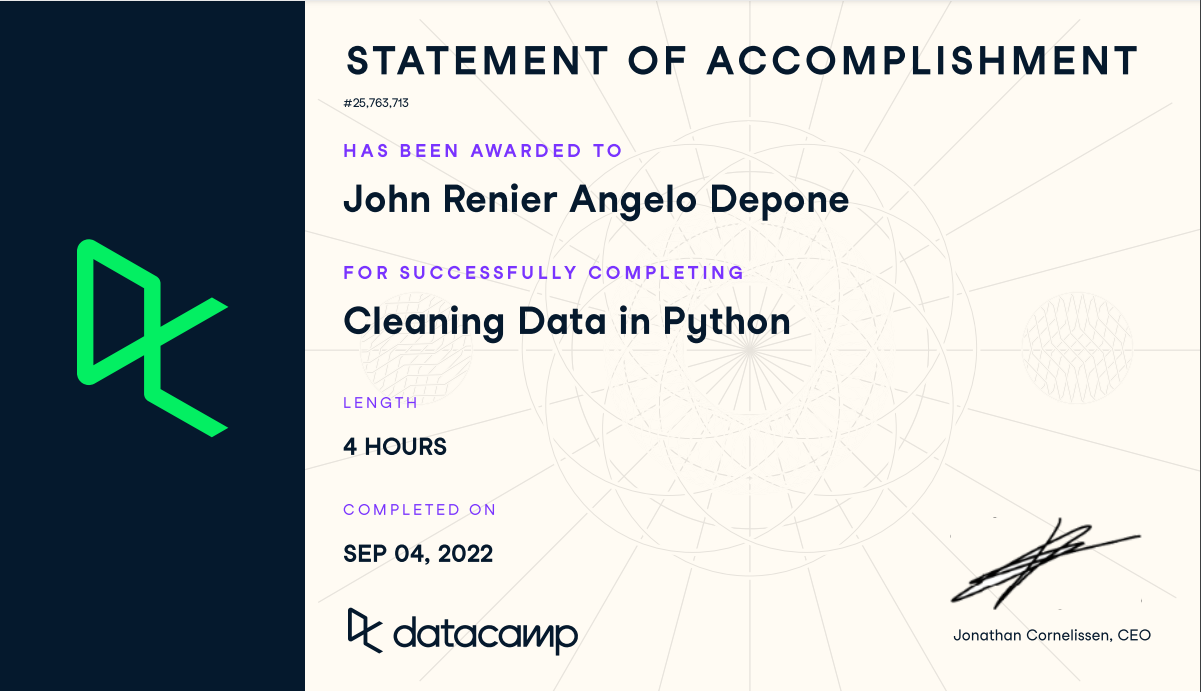 STATEMENT OF ACCOMPLISHMENT
#25,763,713
HAS BEEN AWARDED TO
John Renier Angelo Depone
FOR SUCCESSFULLY COMPLETING
Cleaning Data in Python
LENGTH
4 HOURS
COMPLETED ON
SEP 04, 2022
datacamp
Jonathan Cornelissen, CEO